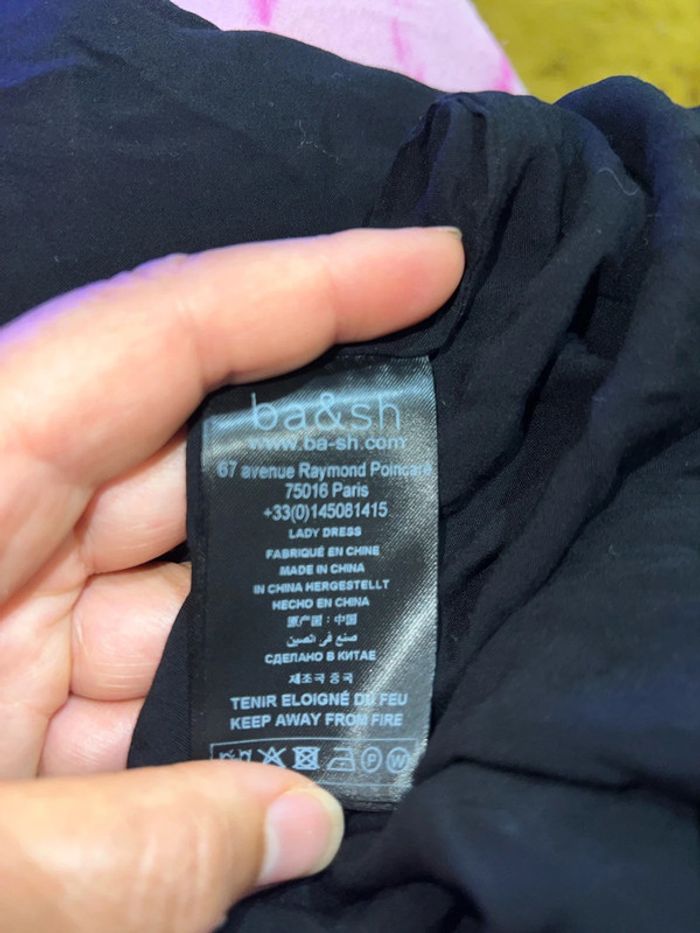 ba&sh
www.ba-sh.com
67 avenue Raymond Poincaré
75016 Paris
+33(0)145081415
LADY DRESS
FABRIQUÉ EN CHINE
MADE IN CHINA
IN CHINA HERGESTELLT
HECHO EN CHINA
原产国：中国
صنع في الصين
СДЕЛАНО В КИТАЕ
제조국 중국
TENIR ELOIGNÉ DU FEU
KEEP AWAY FROM FIRE
P W